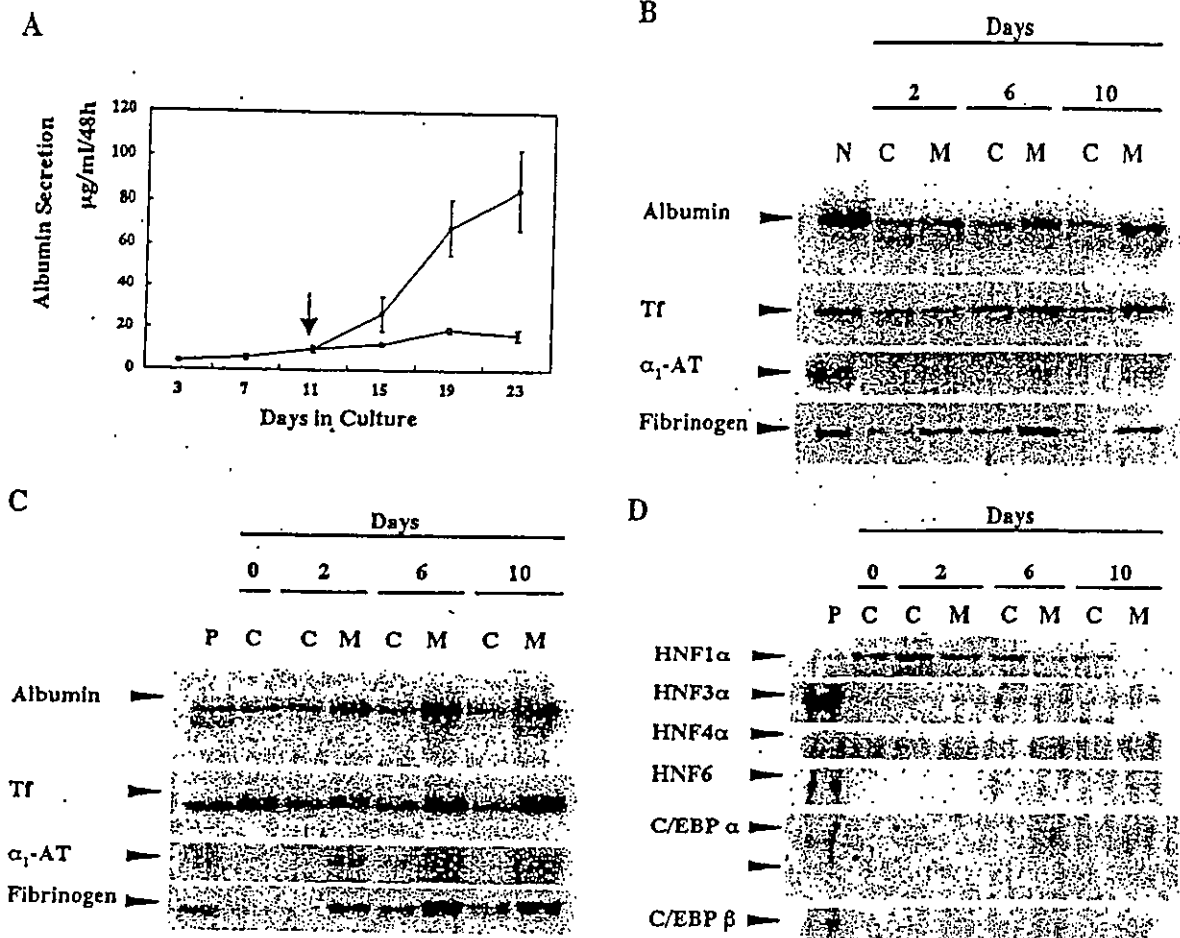 A
Albumin Secretion
µg/ml/48h
120
100
80
60
40
20
0
3 7 11 15 19 23
Days in Culture
B
Days
2 6 10
N C M C M C M
Albumin
Tf
α₁-AT
Fibrinogen
C
Days
0 2 6 10
P C C M C M C M
Albumin
Tf
α₁-AT
Fibrinogen
D
Days
0 2 6 10
P C C M C M C M
HNF1α
HNF3α
HNF4α
HNF6
C/EBP α
C/EBP β